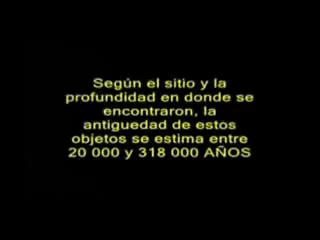 Según el sitio y la
profundidad en donde se
encontraron, la
antiguedad de estos
objetos se estima entre
20 000 y 318 000 AÑOS